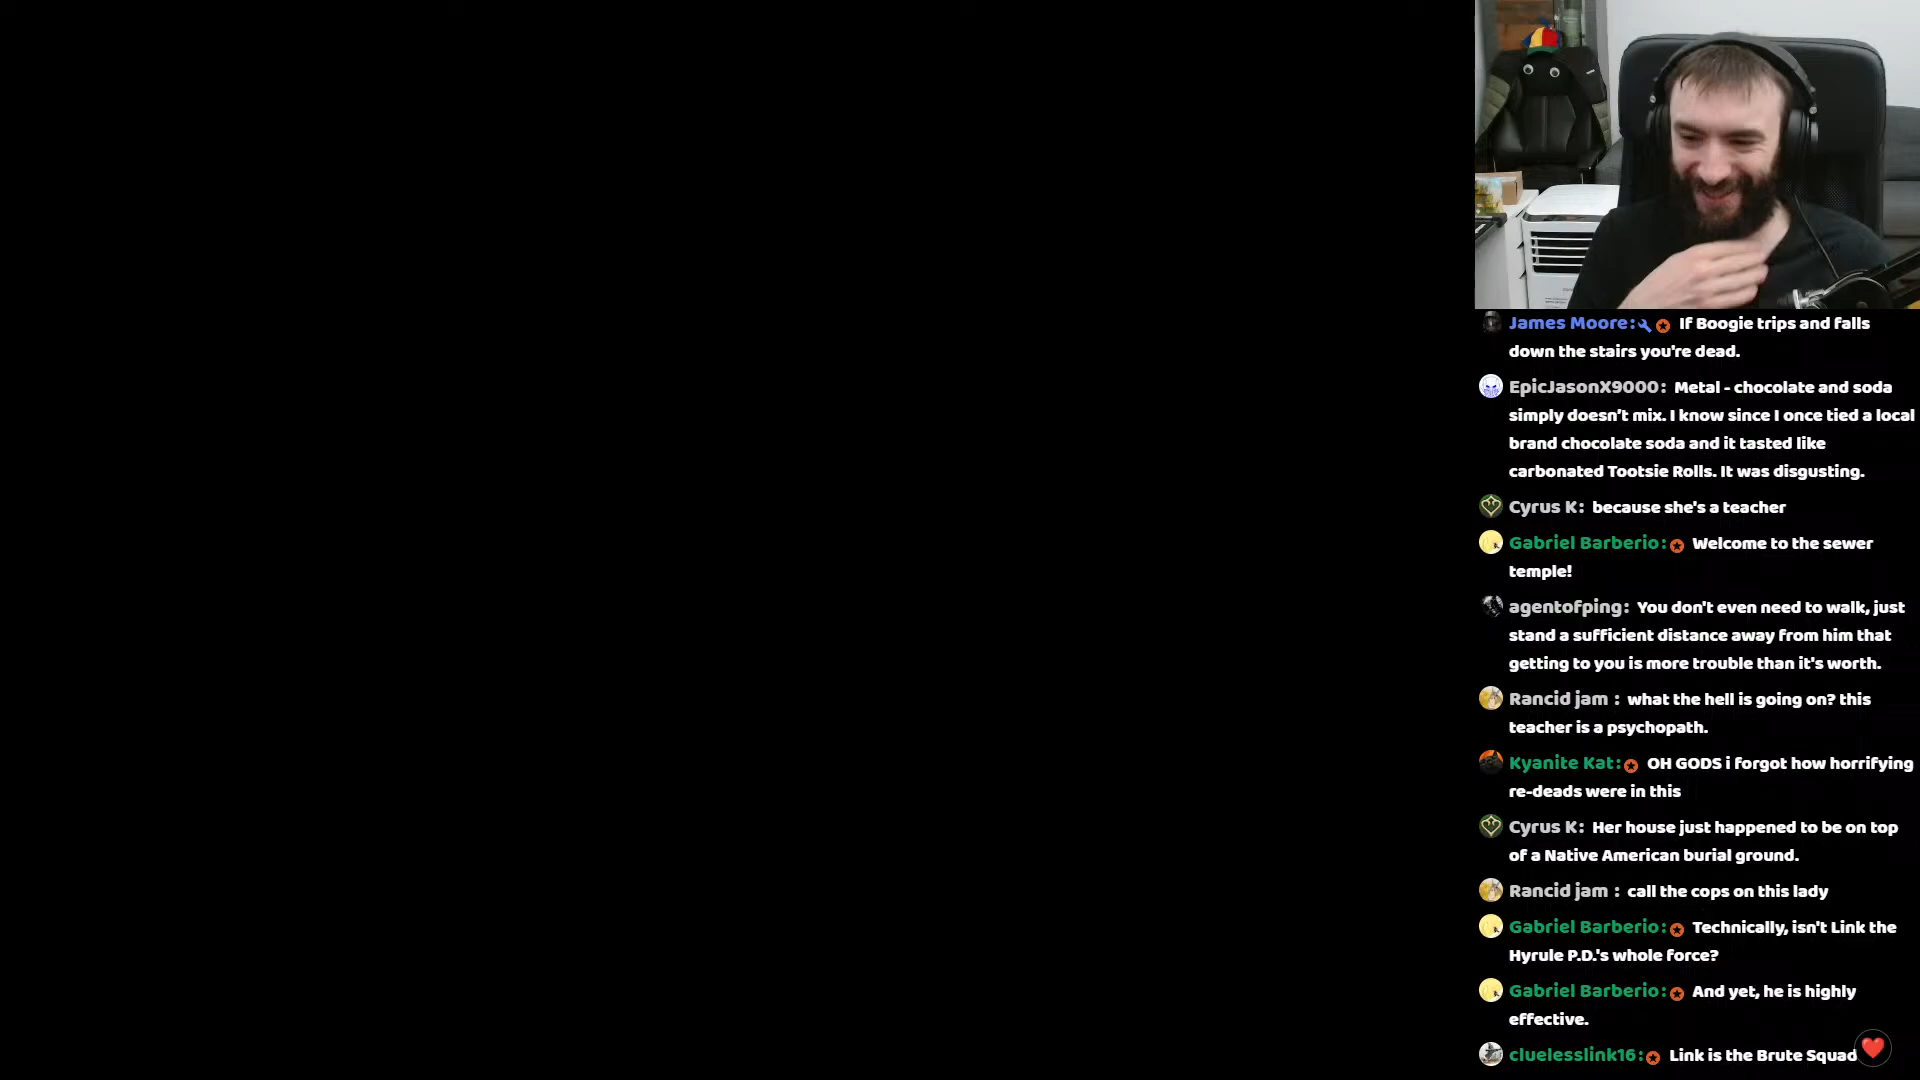 James Moore: If Boogie trips and falls
down the stairs you're dead.
EpicJasonX9000: Metal - chocolate and soda
simply doesn't mix. I know since I once tied a local
brand chocolate soda and it tasted like
carbonated Tootsie Rolls. It was disgusting.
Cyrus K: because she's a teacher
Gabriel Barberio: Welcome to the sewer
temple!
agentofping: You don't even need to walk, just
stand a sufficient distance away from him that
getting to you is more trouble than it's worth.
Rancid jam : what the hell is going on? this
teacher is a psychopath.
Kyanite Kat: OH GODS i forgot how horrifying
re-deads were in this
Cyrus K: Her house just happened to be on top
of a Native American burial ground.
Rancid jam : call the cops on this lady
Gabriel Barberio: Technically, isn't Link the
Hyrule P.D.'s whole force?
Gabriel Barberio: And yet, he is highly
effective.
cluelesslink16: Link is the Brute Squad